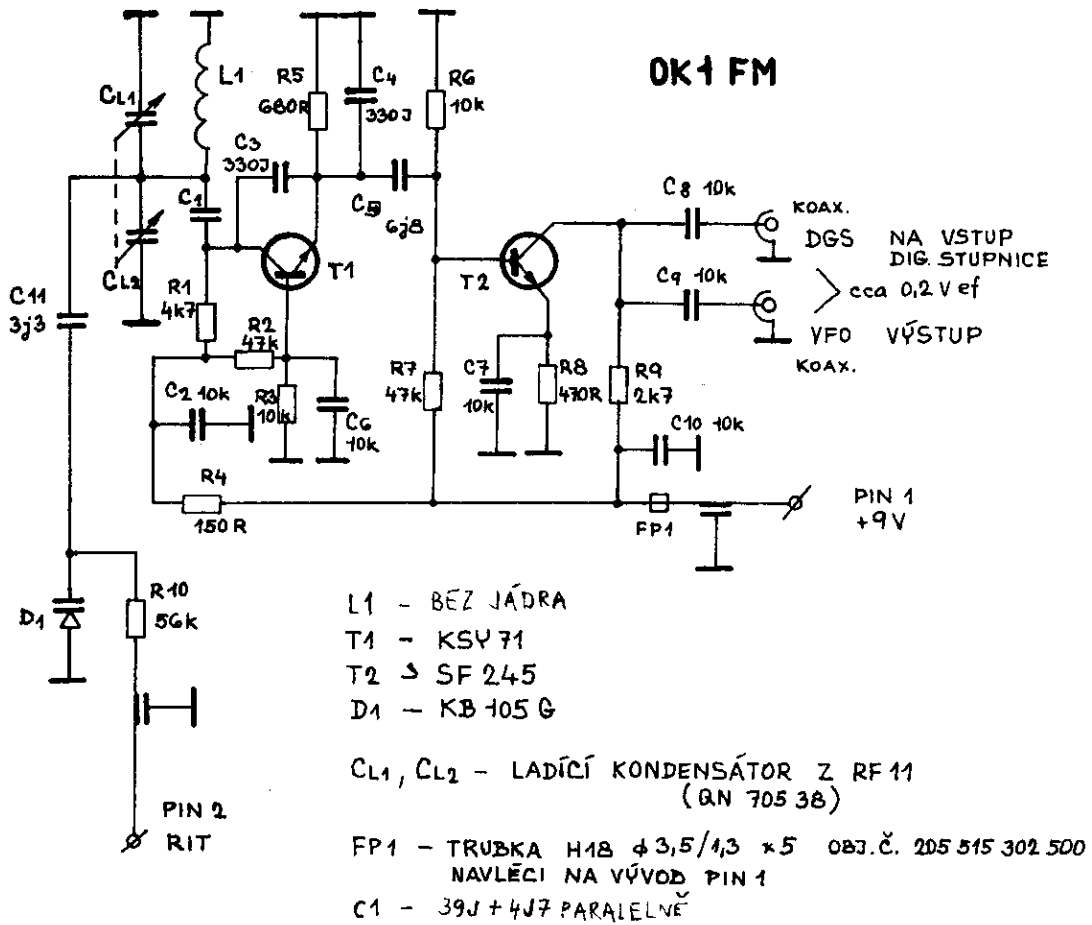 OK1 FM
CL1
L1
R5
680R
C4
330J
R6
10k
C3
330J
C1
C5
6j8
CL2
T1
T2
C8 10k
KOAX.
DGS NA VSTUP
DIG. STUPNICE
C9 10k
cca 0,2 V ef
VFO VÝSTUP
KOAX.
C11
3j3
R1
4k7
R2
47k
C2 10k
R3
10k
C6
10k
R7
47k
C7
10k
R8
470R
R9
2k7
C10 10k
R4
150R
FP1
PIN 1
+9V
D1
R10
56k
PIN 2
RIT
L1 - BEZ JÁDRA
T1 - KSY 71
T2 - SF 245
D1 - KB 105 G
CL1, CL2 - LADÍCÍ KONDENSÁTOR Z RF 11
(QN 705 38)
FP1 - TRUBKA H18 ϕ 3,5/1,3 x 5 OBJ.Č. 205 515 302 500
NAVLÉCI NA VÝVOD PIN 1
C1 - 39J + 4J7 PARALELNĚ